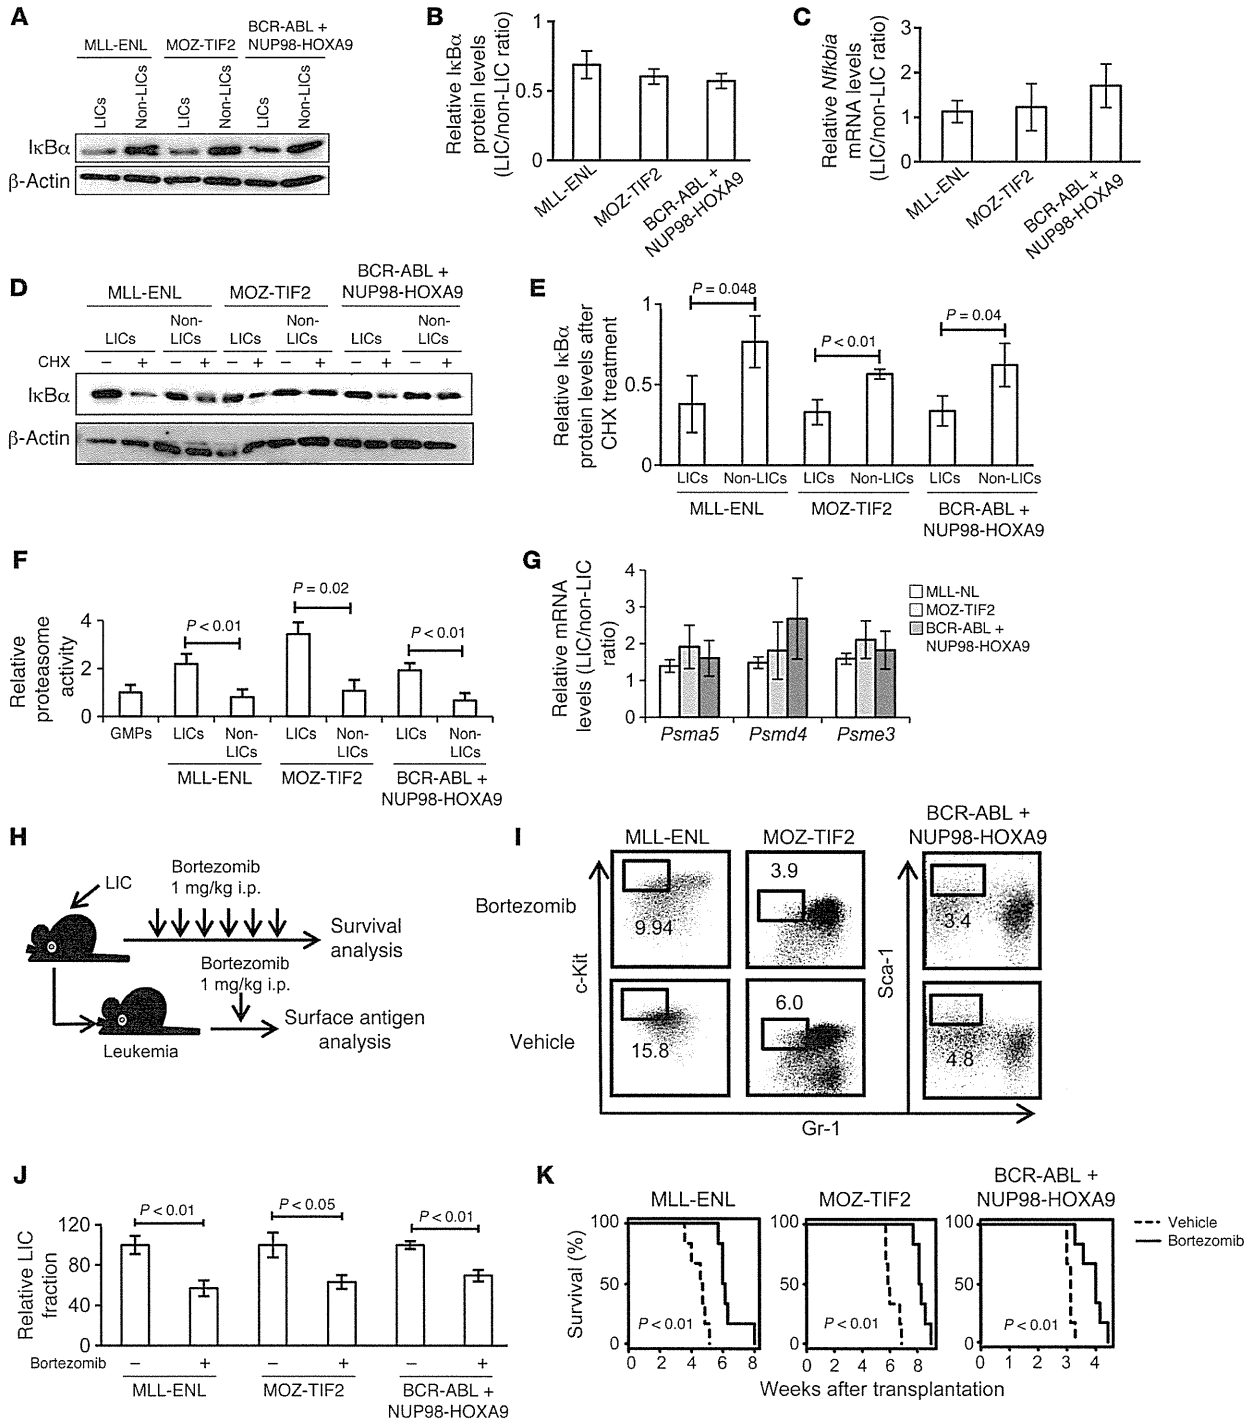 A
MLL-ENL
MOZ-TIF2
BCR-ABL +
NUP98-HOXA9
LICs
Non-LICs
LICs
Non-LICs
LICs
Non-LICs
IκBα
β-Actin
B
Relative IκBα
protein levels
(LIC/non-LIC ratio)
1
0.5
0
MLL-ENL
MOZ-TIF2
BCR-ABL +
NUP98-HOXA9
C
Relative Nfkbia
mRNA levels
(LIC/non-LIC ratio)
3
2
1
0
MLL-ENL
MOZ-TIF2
BCR-ABL +
NUP98-HOXA9
D
MLL-ENL
MOZ-TIF2
BCR-ABL +
NUP98-HOXA9
LICs
Non-
LICs
LICs
Non-
LICs
LICs
Non-
LICs
CHX − + − + − + − + − + − +
IκBα
β-Actin
E
Relative IκBα
protein levels after
CHX treatment
1
0.5
0
P = 0.048
P < 0.01
P = 0.04
LICs Non-LICs LICs Non-LICs LICs Non-LICs
MLL-ENL
MOZ-TIF2
BCR-ABL +
NUP98-HOXA9
F
Relative
proteasome
activity
4
2
0
P < 0.01
P = 0.02
P < 0.01
GMPs
LICs
Non-
LICs
LICs
Non-
LICs
LICs
Non-
LICs
MLL-ENL
MOZ-TIF2
BCR-ABL +
NUP98-HOXA9
G
Relative mRNA
levels (LIC/non-LIC
ratio)
4
3
2
1
0
Psma5
Psmd4
Psme3
MLL-NL
MOZ-TIF2
BCR-ABL +
NUP98-HOXA9
H
LIC
Bortezomib
1 mg/kg i.p.
Survival
analysis
Bortezomib
1 mg/kg i.p.
Leukemia
Surface antigen
analysis
I
MLL-ENL
MOZ-TIF2
BCR-ABL +
NUP98-HOXA9
Bortezomib
9.94
3.9
3.4
c-Kit
Sca-1
Vehicle
15.8
6.0
4.8
Gr-1
J
Relative LIC
fraction
120
80
40
0
P < 0.01
P < 0.05
P < 0.01
Bortezomib − + − + − +
MLL-ENL
MOZ-TIF2
BCR-ABL +
NUP98-HOXA9
K
MLL-ENL
MOZ-TIF2
BCR-ABL +
NUP98-HOXA9
Survival (%)
100
50
0
P < 0.01
0 2 4 6 8
100
50
0
P < 0.01
0 2 4 6 8
100
50
0
P < 0.01
0 1 2 3 4
Vehicle
Bortezomib
Weeks after transplantation